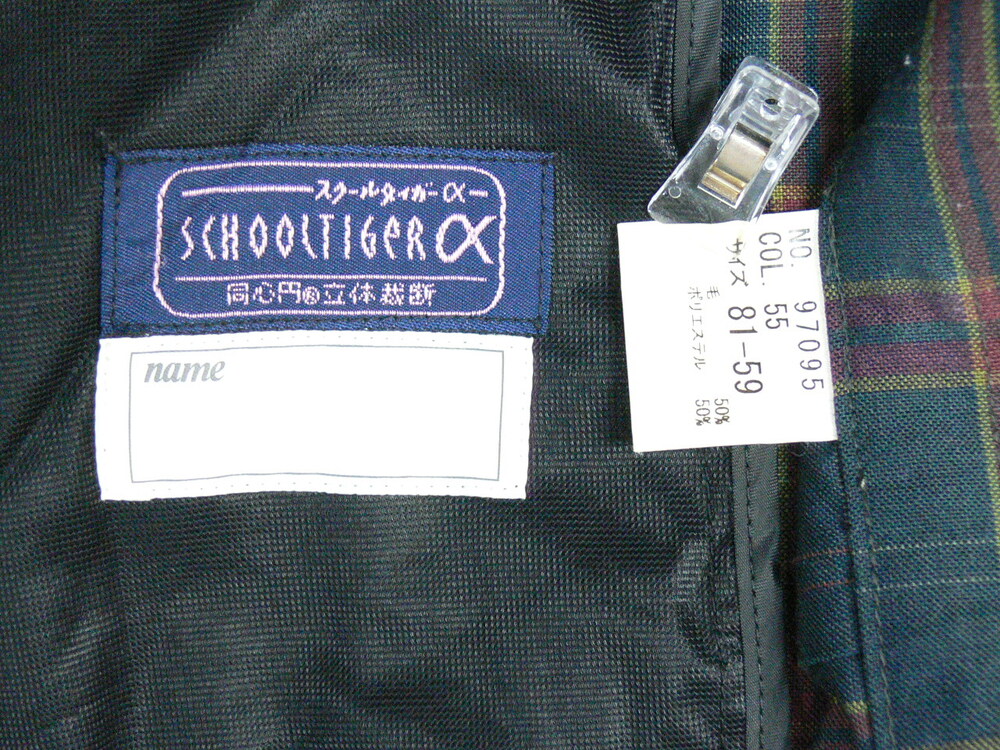 スクールタイガーα
SCHOOLTIGER α
同心円®立体裁断
name
NO. 97095
COL. 55
サイズ 81-59
毛 50%
ポリエステル 50%